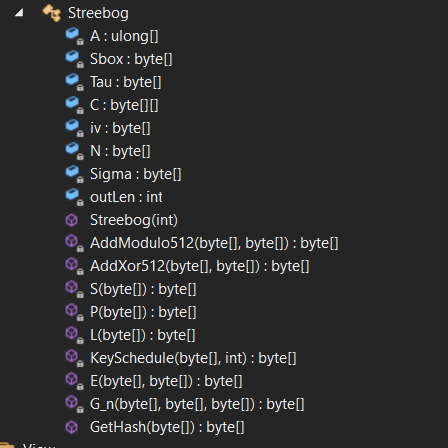 Streebog
A : ulong[]
Sbox : byte[]
Tau : byte[]
C : byte[][]
iv : byte[]
N : byte[]
Sigma : byte[]
outLen : int
Streebog(int)
AddModulo512(byte[], byte[]) : byte[]
AddXor512(byte[], byte[]) : byte[]
S(byte[]) : byte[]
P(byte[]) : byte[]
L(byte[]) : byte[]
KeySchedule(byte[], int) : byte[]
E(byte[], byte[]) : byte[]
G_n(byte[], byte[], byte[]) : byte[]
GetHash(byte[]) : byte[]